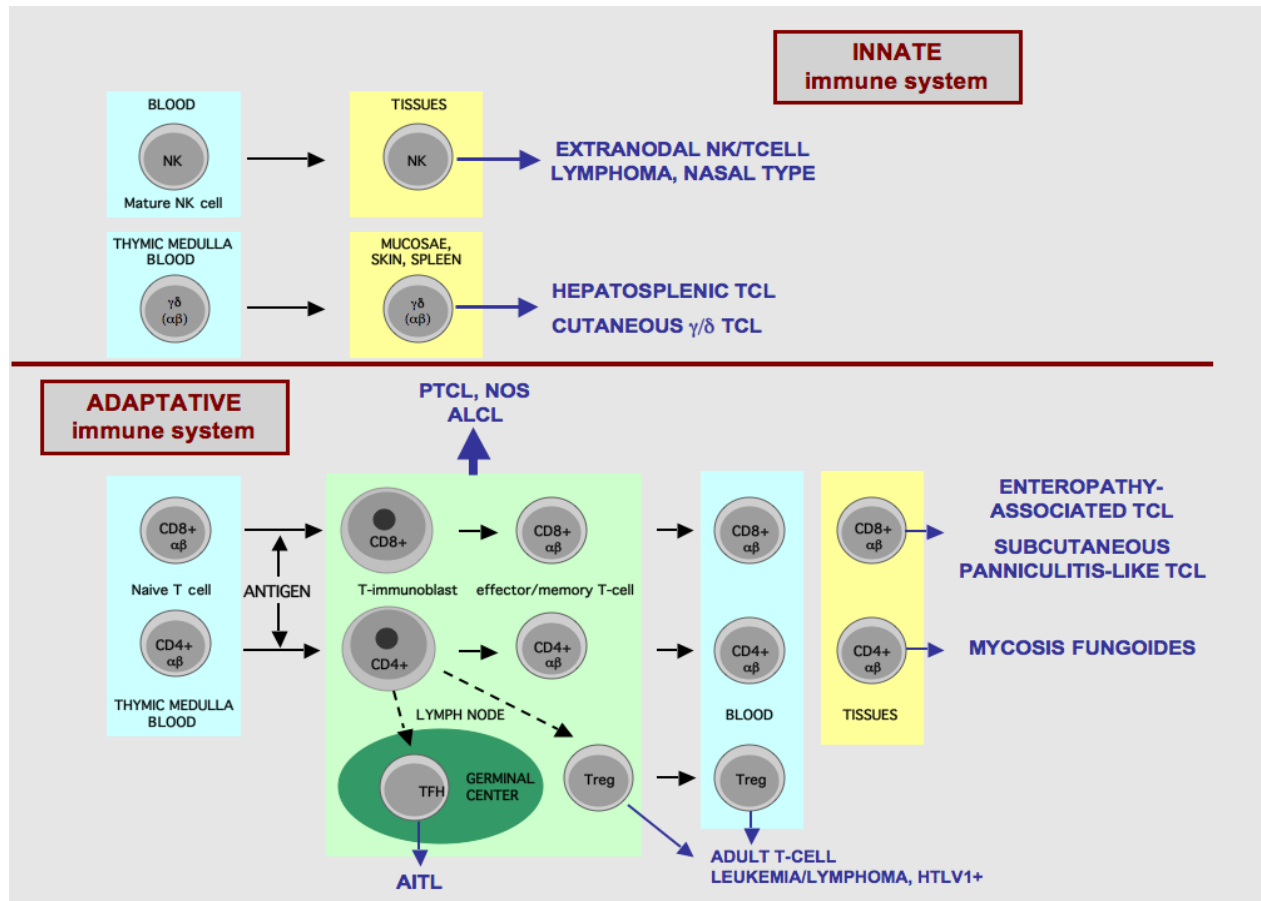 INNATE
immune system
BLOOD
NK
Mature NK cell
TISSUES
NK
EXTRANODAL NK/TCELL
LYMPHOMA, NASAL TYPE
THYMIC MEDULLA
BLOOD
γδ
(αβ)
MUCOSAE,
SKIN, SPLEEN
γδ
(αβ)
HEPATOSPLENIC TCL
CUTANEOUS γ/δ TCL
ADAPTATIVE
immune system
PTCL, NOS
ALCL
CD8+
αβ
Naive T cell
CD4+
αβ
THYMIC MEDULLA
BLOOD
ANTIGEN
CD8+
T-immunoblast
CD4+
CD8+
αβ
effector/memory T-cell
CD4+
αβ
LYMPH NODE
TFH
GERMINAL
CENTER
Treg
AITL
CD8+
αβ
CD4+
αβ
BLOOD
Treg
CD8+
αβ
CD4+
αβ
TISSUES
ENTEROPATHY-
ASSOCIATED TCL
SUBCUTANEOUS
PANNICULITIS-LIKE TCL
MYCOSIS FUNGOIDES
ADULT T-CELL
LEUKEMIA/LYMPHOMA, HTLV1+